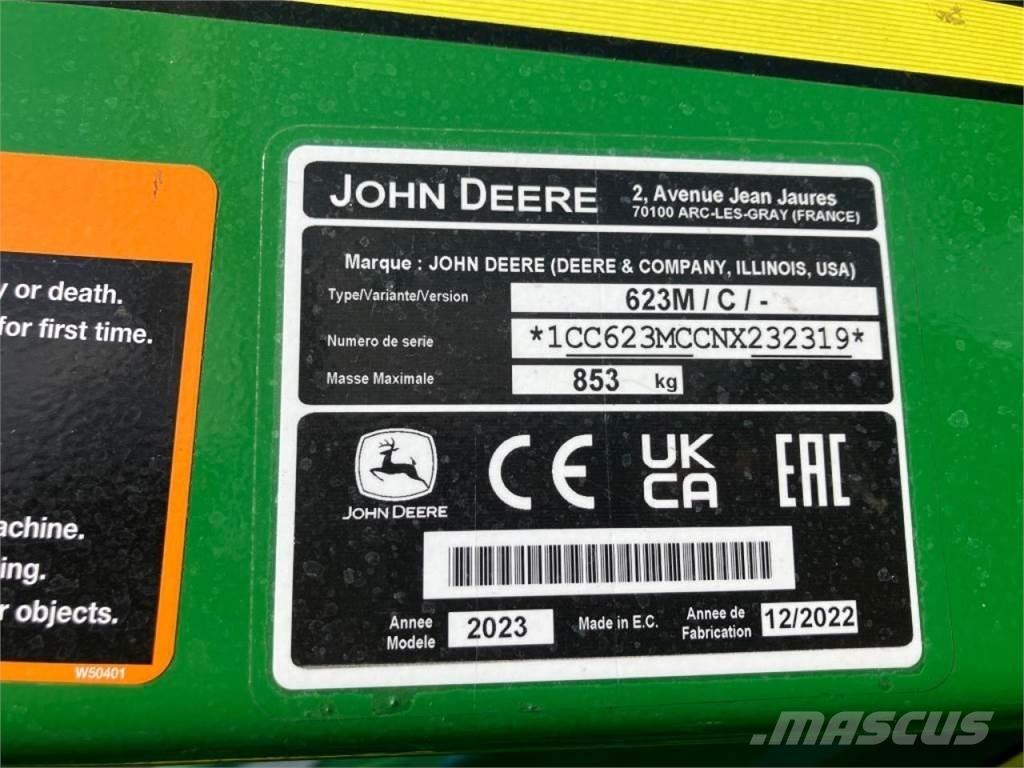 y or death.
for first time.
achine.
ing.
r objects.
W50401
JOHN DEERE
2, Avenue Jean Jaures
70100 ARC-LES-GRAY (FRANCE)
Marque : JOHN DEERE (DEERE & COMPANY, ILLINOIS, USA)
Type/Variante/Version 623M / C / -
Numero de serie *1CC623MCCNX232319*
Masse Maximale 853 kg
JOHN DEERE
CE
UK
CA
EAC
Annee
Modele 2023
Made in E.C.
Annee de
Fabrication 12/2022
MASCUS